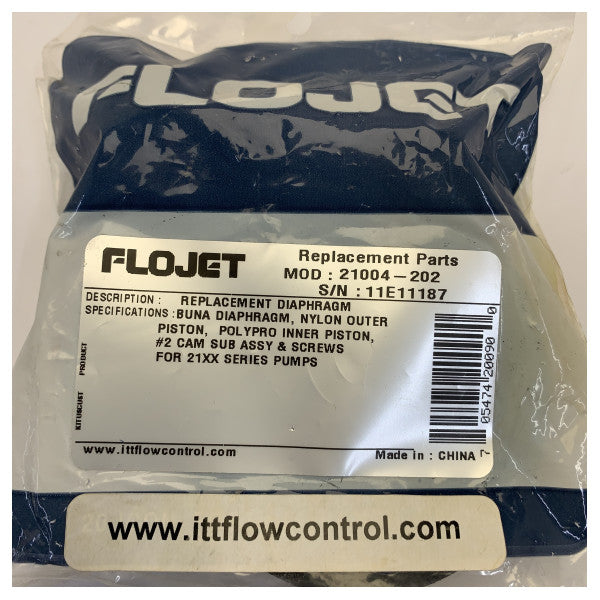 FLOJET
FLOJET
Replacement Parts
MOD : 21004-202
S/N : 11E11187
DESCRIPTION : REPLACEMENT DIAPHRAGM
SPECIFICATIONS : BUNA DIAPHRAGM, NYLON OUTER
PISTON, POLYPRO INNER PISTON,
#2 CAM SUB ASSY & SCREWS
FOR 21XX SERIES PUMPS
PRODUCT
05474 20090 0
7
www.ittflowcontrol.com
Made in : CHINA
www.ittflowcontrol.com